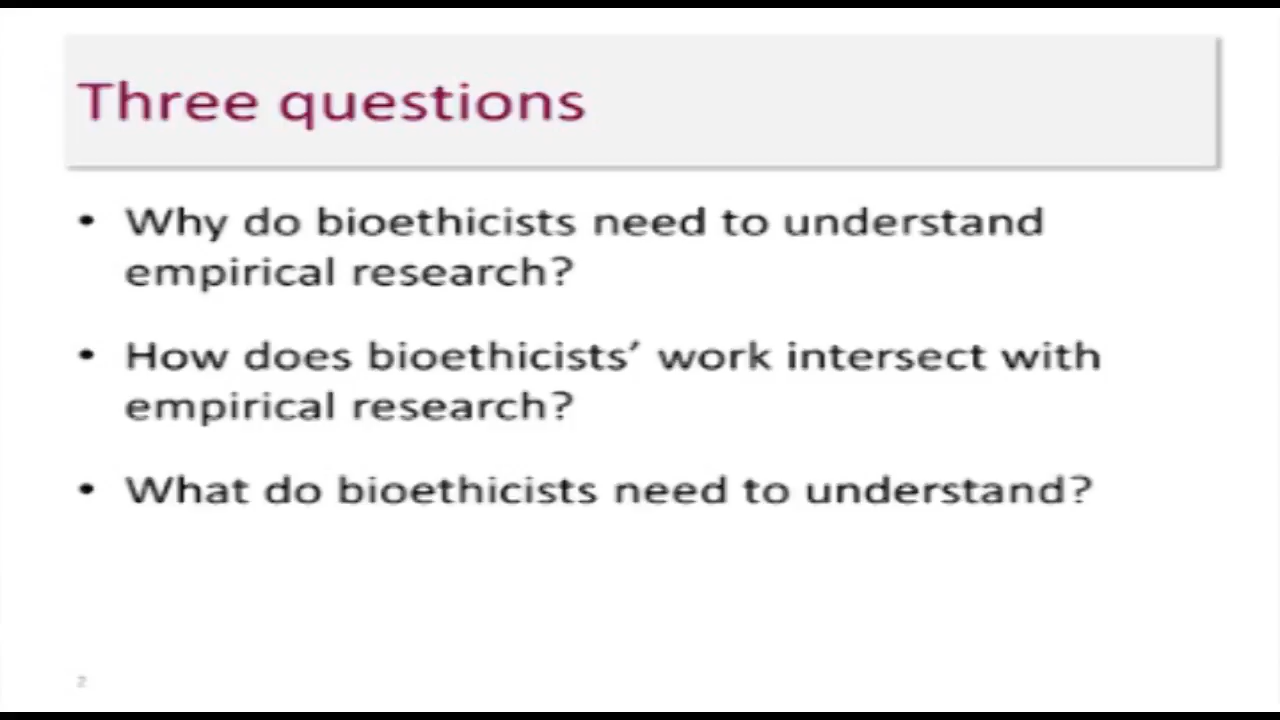 Three questions
• Why do bioethicists need to understand
empirical research?
• How does bioethicists’ work intersect with
empirical research?
• What do bioethicists need to understand?
2